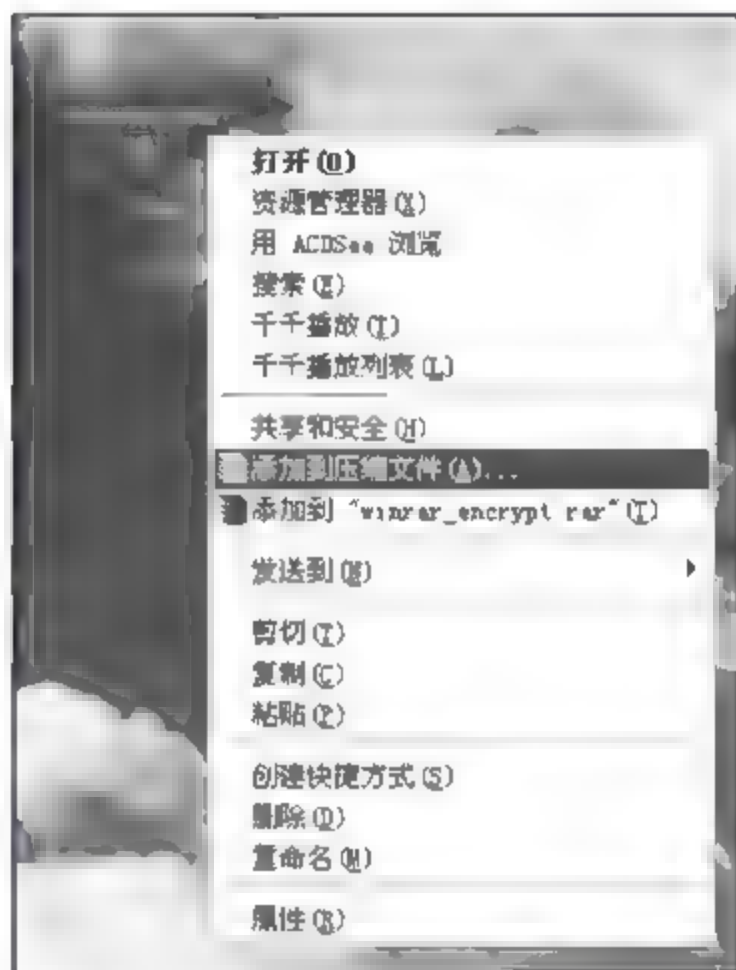 打开(O)
资源管理器(X)
用 ACDSee 浏览
搜索(E)
千千播放(T)
千千播放列表(L)
共享和安全(H)
添加到压缩文件(A)...
添加到 "winrar_encrypt.rar"(T)
发送到(N)
剪切(T)
复制(C)
粘贴(P)
创建快捷方式(S)
删除(D)
重命名(M)
属性(R)